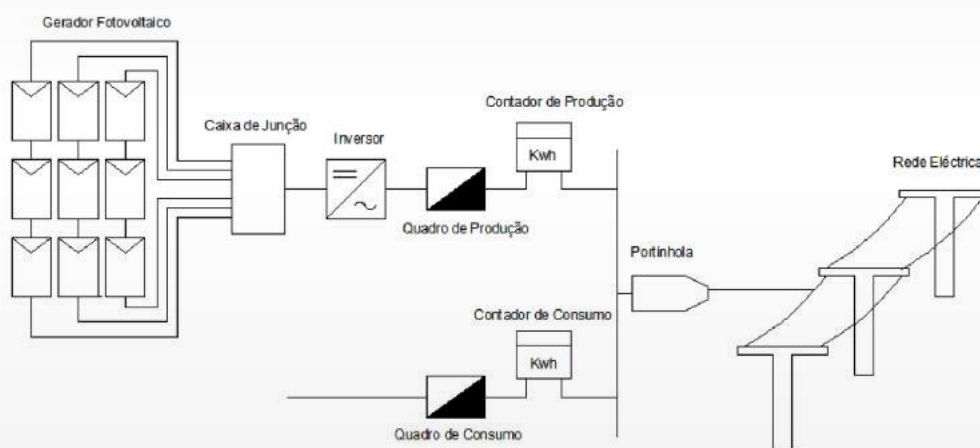 Gerador Fotovoltaico
Caixa de Junção
Inversor
Contador de Produção
Kwh
Quadro de Produção
Rede Eléctrica
Portinhola
Contador de Consumo
Kwh
Quadro de Consumo